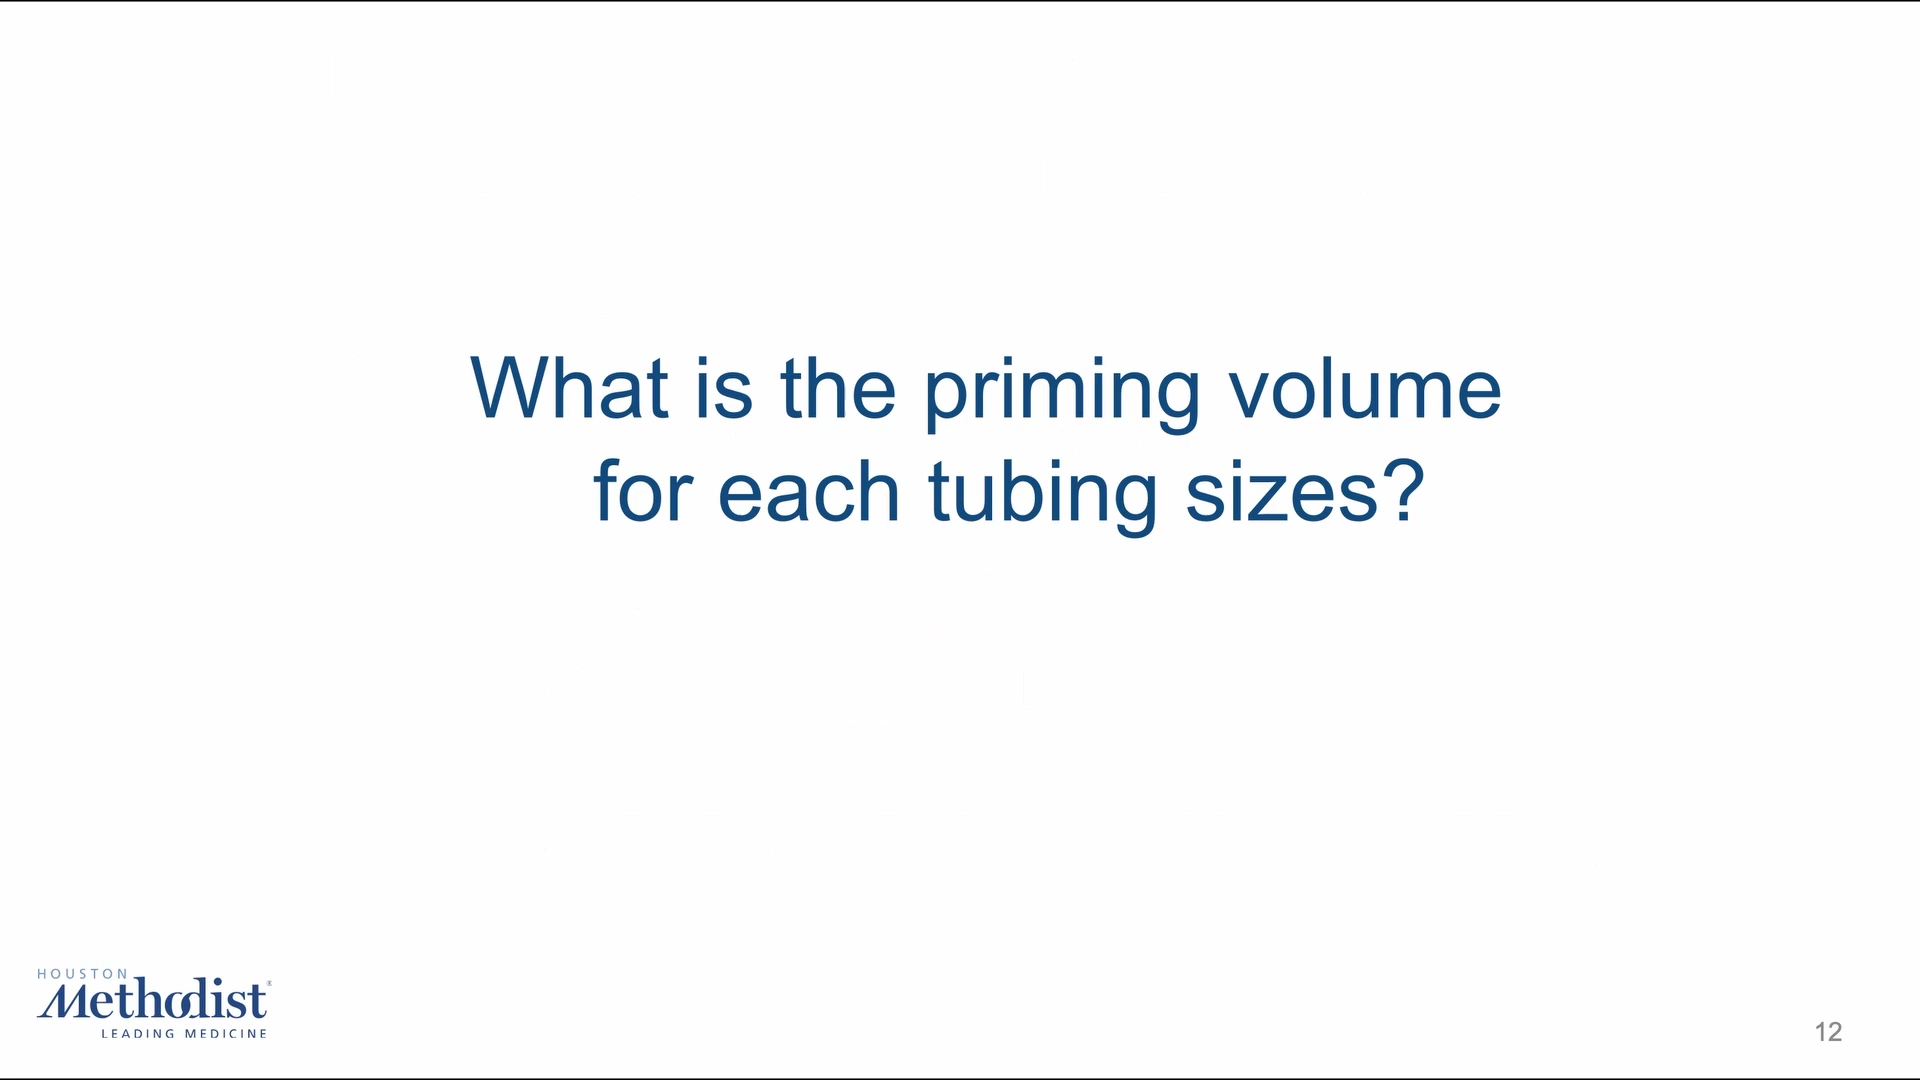 What is the priming volume
for each tubing sizes?
HOUSTON
Methodist®
LEADING MEDICINE
12